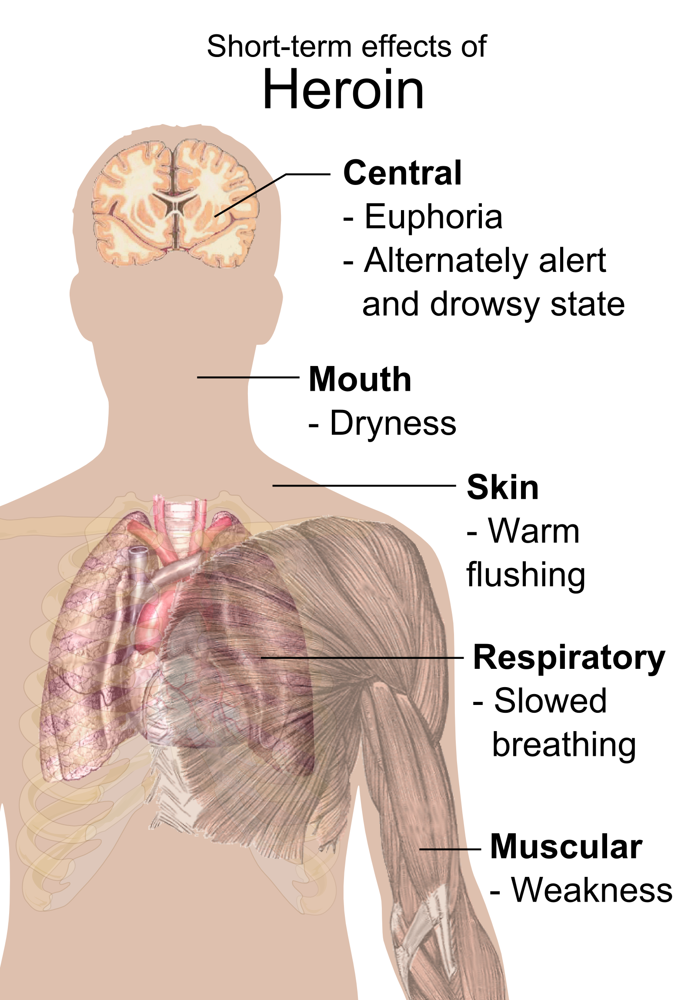 Short-term effects of
Heroin
Central
- Euphoria
- Alternately alert
and drowsy state
Mouth
- Dryness
Skin
- Warm
flushing
Respiratory
- Slowed
breathing
Muscular
- Weakness